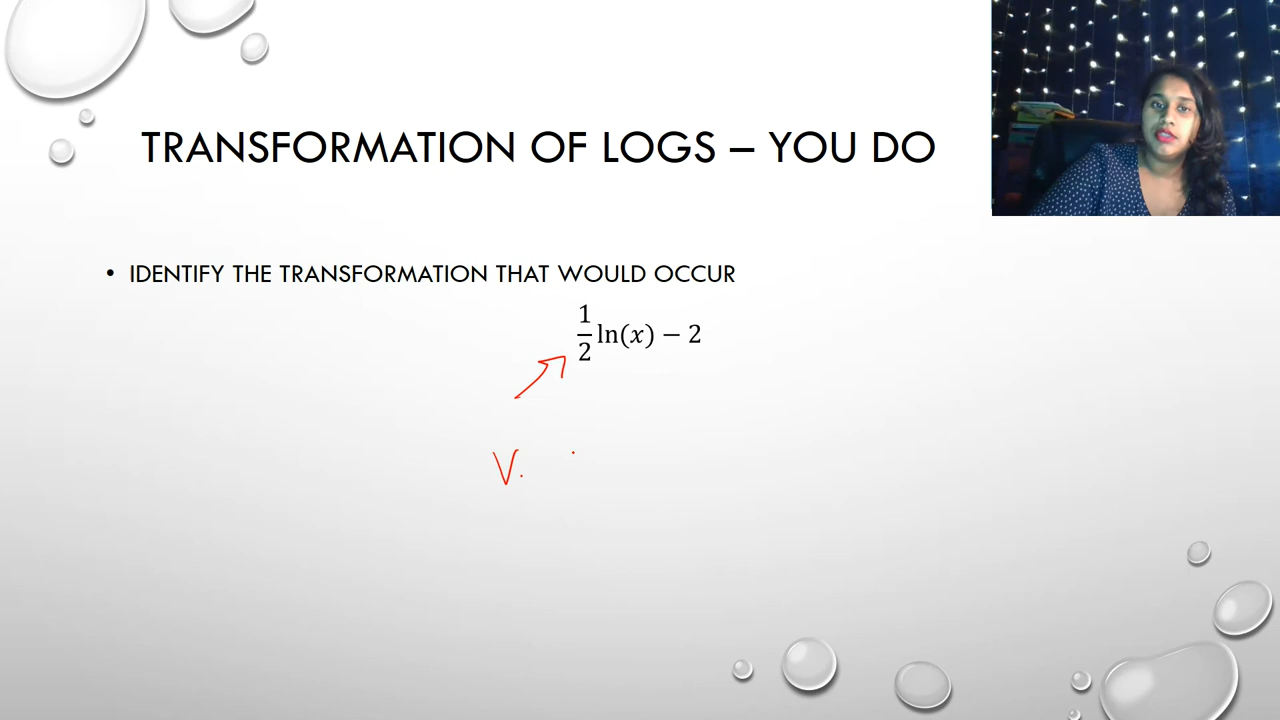 TRANSFORMATION OF LOGS – YOU DO
• IDENTIFY THE TRANSFORMATION THAT WOULD OCCUR
1/2 ln(x) − 2
V.